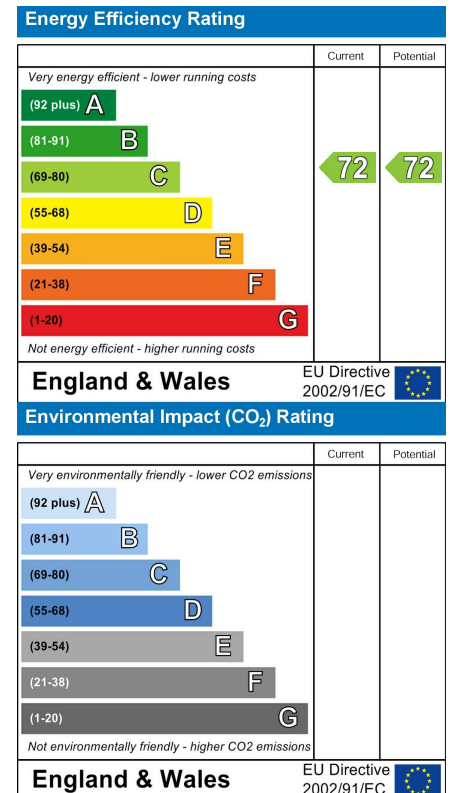 Energy Efficiency Rating
Current Potential
Very energy efficient - lower running costs
(92 plus) A
(81-91) B
(69-80) C
72 72
(55-68) D
(39-54) E
(21-38) F
(1-20) G
Not energy efficient - higher running costs
England & Wales
EU Directive
2002/91/EC
Environmental Impact (CO₂) Rating
Current Potential
Very environmentally friendly - lower CO2 emissions
(92 plus) A
(81-91) B
(69-80) C
(55-68) D
(39-54) E
(21-38) F
(1-20) G
Not environmentally friendly - higher CO2 emissions
England & Wales
EU Directive
2002/91/EC